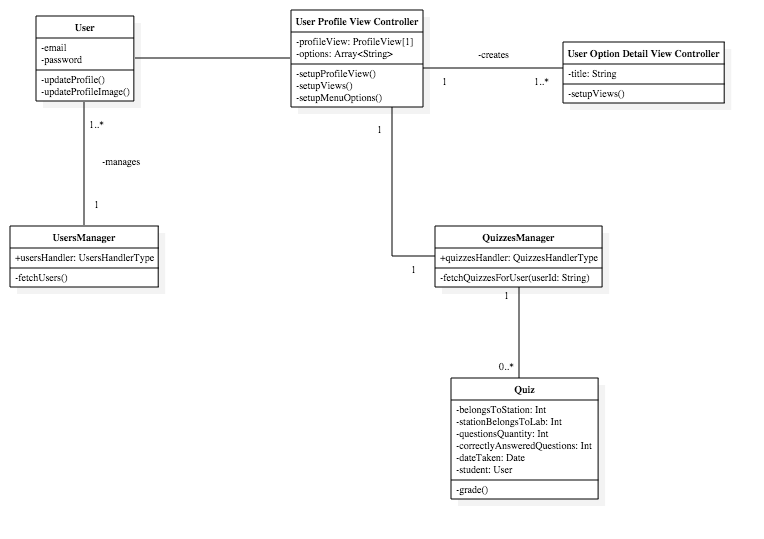 User
-email
-password
-updateProfile()
-updateProfileImage()
User Profile View Controller
-profileView: ProfileView[1]
-options: Array<String>
-setupProfileView()
-setupViews()
-setupMenuOptions()
-creates
1
1..*
User Option Detail View Controller
-title: String
-setupViews()
1..*
-manages
1
UsersManager
+usersHandler: UsersHandlerType
-fetchUsers()
1
1
QuizzesManager
+quizzesHandler: QuizzesHandlerType
-fetchQuizzesForUser(userId: String)
1
0..*
Quiz
-belongsToStation: Int
-stationBelongsToLab: Int
-questionsQuantity: Int
-correctlyAnsweredQuestions: Int
-dateTaken: Date
-student: User
-grade()